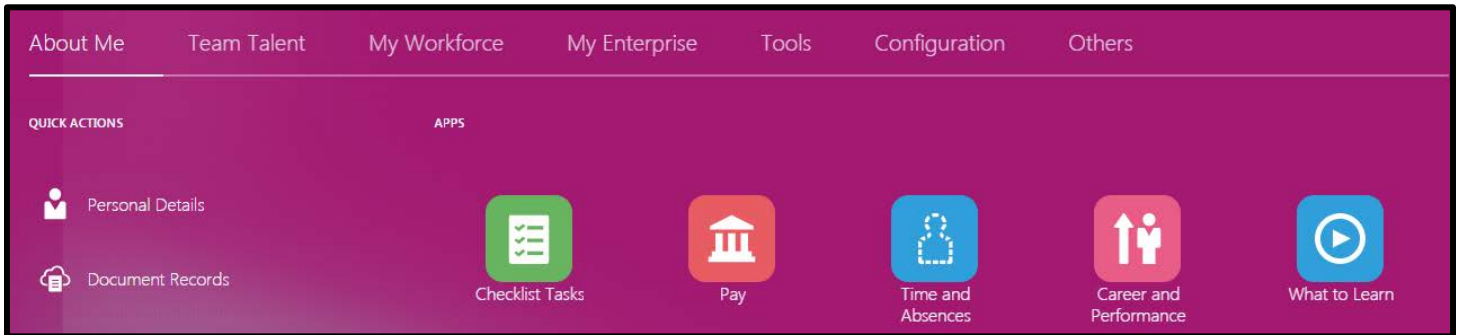 About Me Team Talent My Workforce My Enterprise Tools Configuration Others
QUICK ACTIONS
Personal Details
Document Records
APPS
Checklist Tasks
Pay
Time and
Absences
Career and
Performance
What to Learn